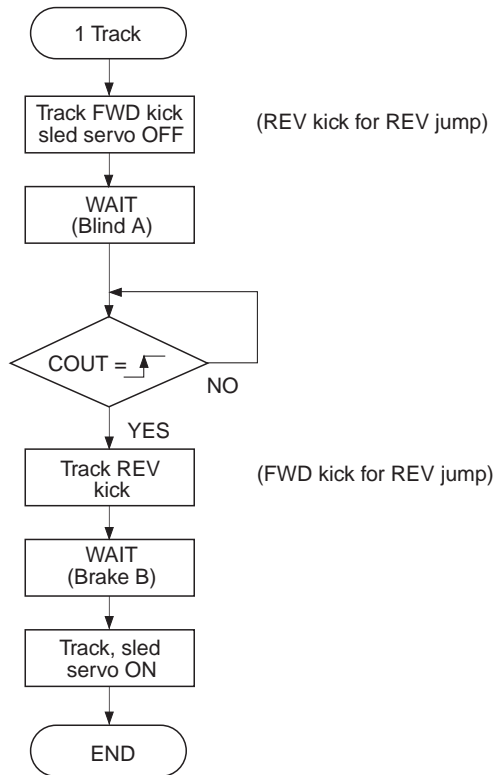 1 Track
Track FWD kick
sled servo OFF
(REV kick for REV jump)
WAIT
(Blind A)
COUT =
NO
YES
Track REV
kick
(FWD kick for REV jump)
WAIT
(Brake B)
Track, sled
servo ON
END